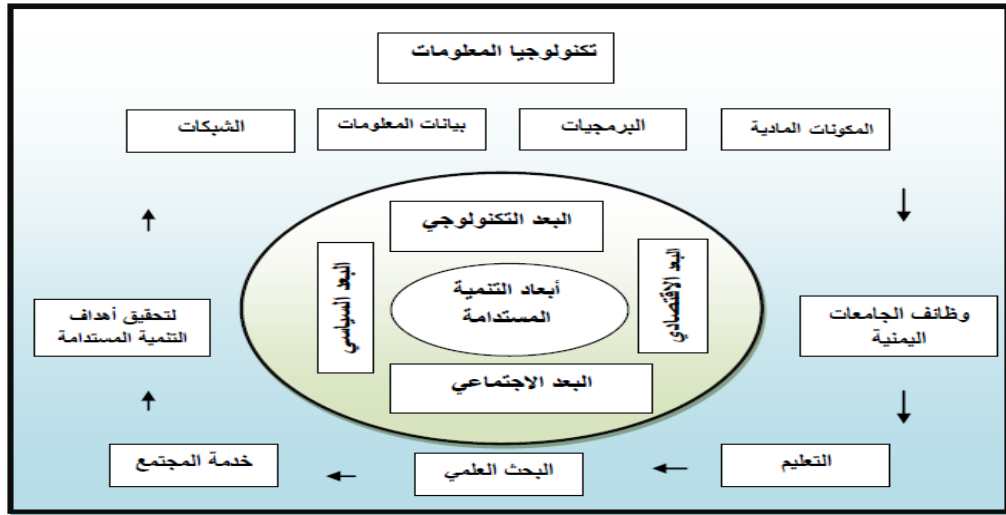 تكنولوجيا المعلومات
المكونات المادية
البرمجيات
بيانات المعلومات
الشبكات
البعد التكنولوجي
البعد الاقتصادي
أبعاد التنمية
المستدامة
البعد السياسي
البعد الاجتماعي
وظائف الجامعات
اليمنية
لتحقيق أهداف
التنمية المستدامة
التعليم
البحث العلمي
خدمة المجتمع